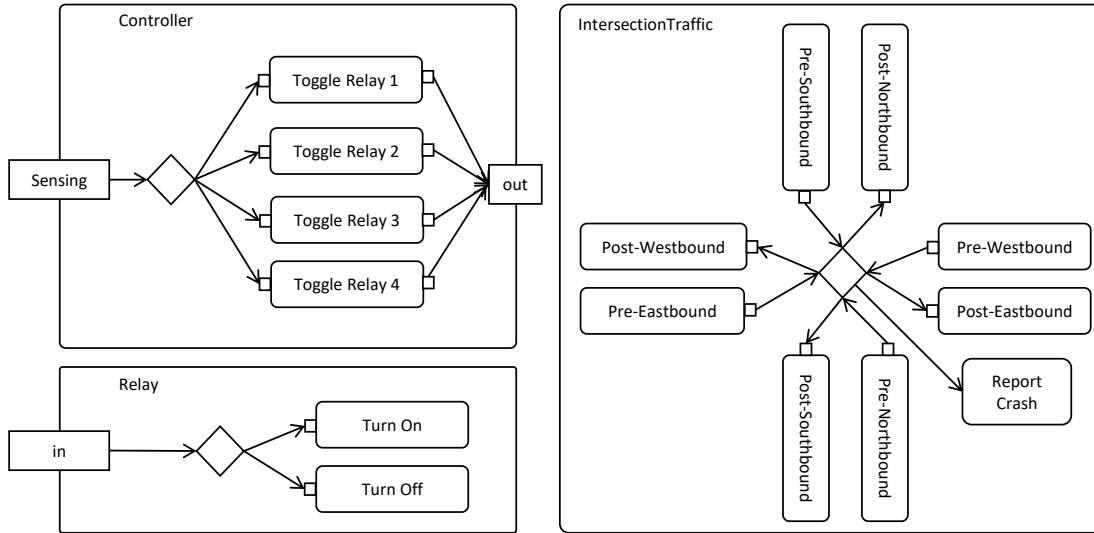 Controller
Toggle Relay 1
Toggle Relay 2
Sensing
out
Toggle Relay 3
Toggle Relay 4
Relay
Turn On
in
Turn Off
IntersectionTraffic
Pre-Southbound
Post-Northbound
Post-Westbound
Pre-Westbound
Pre-Eastbound
Post-Eastbound
Post-Southbound
Pre-Northbound
Report
Crash